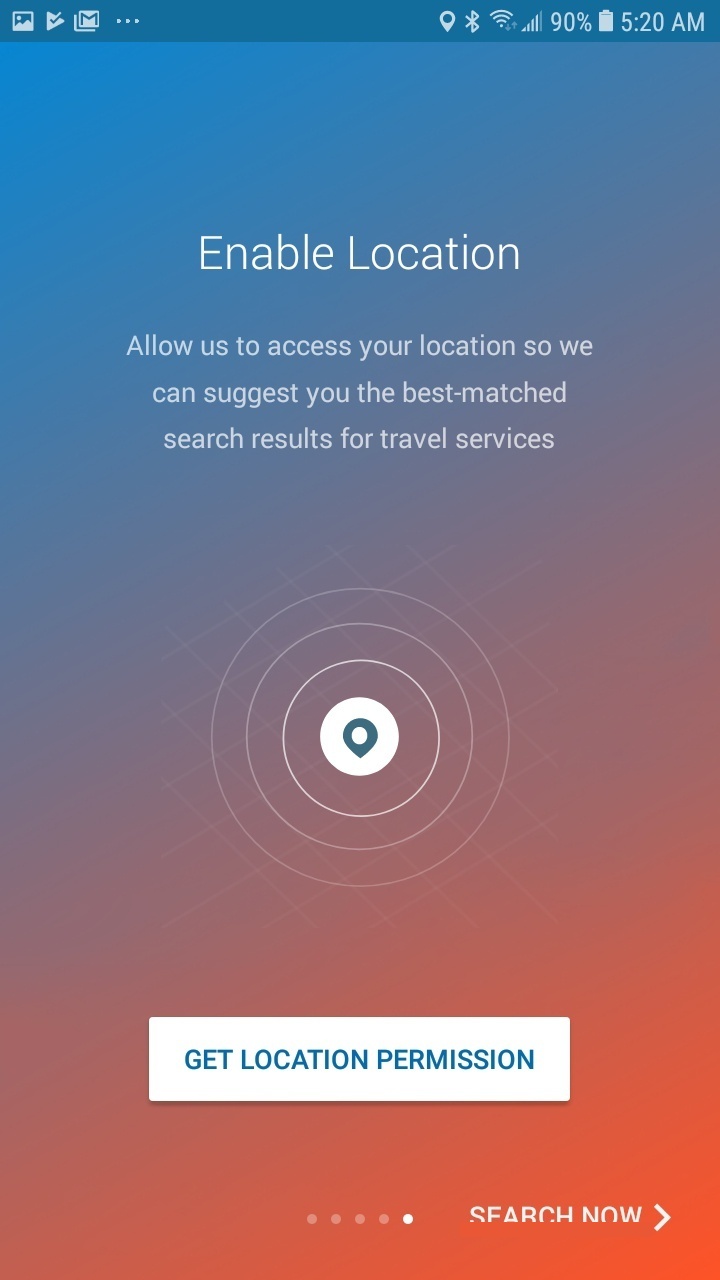 90% 5:20 AM
Enable Location
Allow us to access your location so we
can suggest you the best-matched
search results for travel services
GET LOCATION PERMISSION
SEARCH NOW